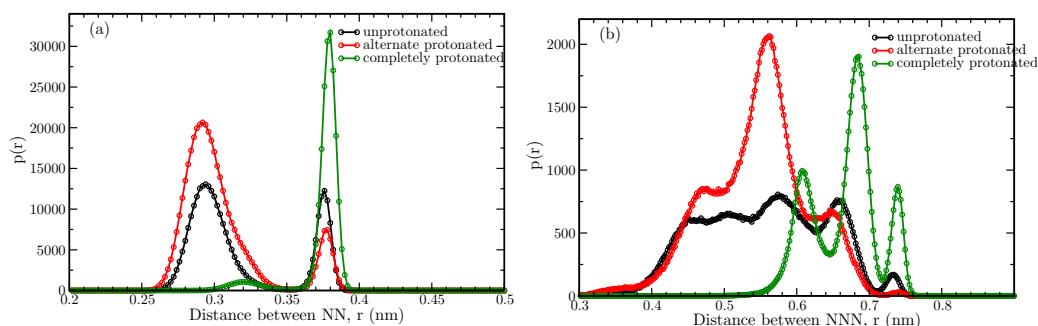 (a)
unprotonated
alternate protonated
completely protonated
p(r)
30000
25000
20000
15000
10000
5000
0
0.2 0.25 0.3 0.35 0.4 0.45 0.5
Distance between NN, r (nm)
(b)
unprotonated
alternate protonated
completely protonated
p(r)
2000
1500
1000
500
0
0.3 0.4 0.5 0.6 0.7 0.8
Distance between NNN, r (nm)